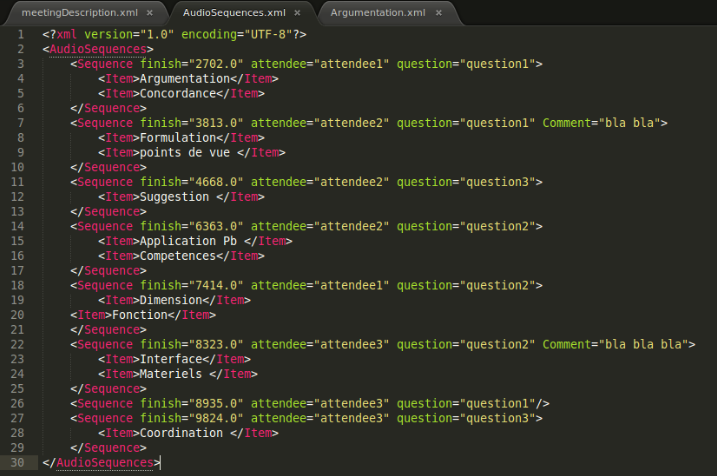 meetingDescription.xml × AudioSequences.xml × Argumentation.xml ×
1 <?xml version="1.0" encoding="UTF-8"?>
2 <AudioSequences>
3     <Sequence finish="2702.0" attendee="attendee1" question="question1">
4         <Item>Argumentation</Item>
5         <Item>Concordance</Item>
6     </Sequence>
7     <Sequence finish="3813.0" attendee="attendee2" question="question1" Comment="bla bla">
8         <Item>Formulation</Item>
9         <Item>points de vue </Item>
10     </Sequence>
11     <Sequence finish="4668.0" attendee="attendee2" question="question3">
12         <Item>Suggestion </Item>
13     </Sequence>
14     <Sequence finish="6363.0" attendee="attendee2" question="question2">
15         <Item>Application Pb </Item>
16         <Item>Competences</Item>
17     </Sequence>
18     <Sequence finish="7414.0" attendee="attendee1" question="question2">
19         <Item>Dimension</Item>
20     <Item>Fonction</Item>
21     </Sequence>
22     <Sequence finish="8323.0" attendee="attendee3" question="question2" Comment="bla bla bla">
23         <Item>Interface</Item>
24         <Item>Materiels </Item>
25     </Sequence>
26     <Sequence finish="8935.0" attendee="attendee3" question="question1"/>
27     <Sequence finish="9824.0" attendee="attendee3" question="question3">
28         <Item>Coordination </Item>
29     </Sequence>
30 </AudioSequences>